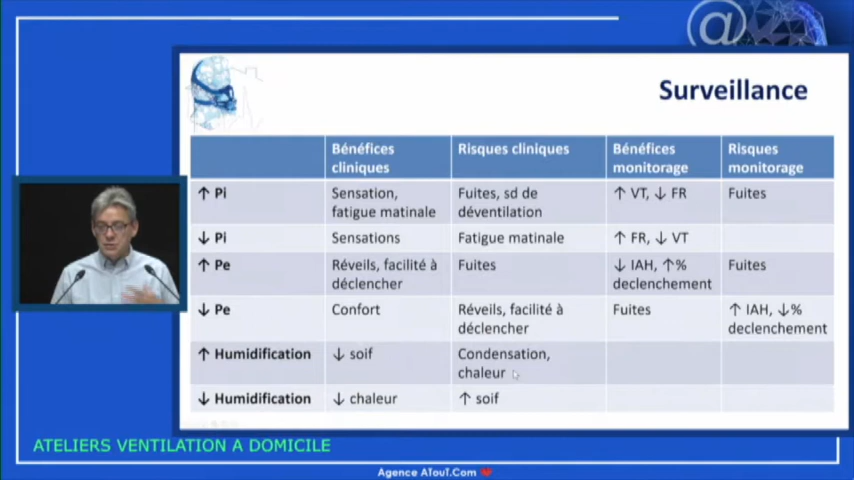 @
Surveillance
Bénéfices cliniques | Risques cliniques | Bénéfices monitorage | Risques monitorage
↑ Pi | Sensation, fatigue matinale | Fuites, sd de déventilation | ↑ VT, ↓ FR | Fuites
↓ Pi | Sensations | Fatigue matinale | ↑ FR, ↓ VT
↑ Pe | Réveils, facilité à déclencher | Fuites | ↓ IAH, ↑% declenchement | Fuites
↓ Pe | Confort | Réveils, facilité à déclencher | Fuites | ↑ IAH, ↓% declenchement
↑ Humidification | ↓ soif | Condensation, chaleur
↓ Humidification | ↓ chaleur | ↑ soif
ATELIERS VENTILATION A DOMICILE
Agence ATouT.Com